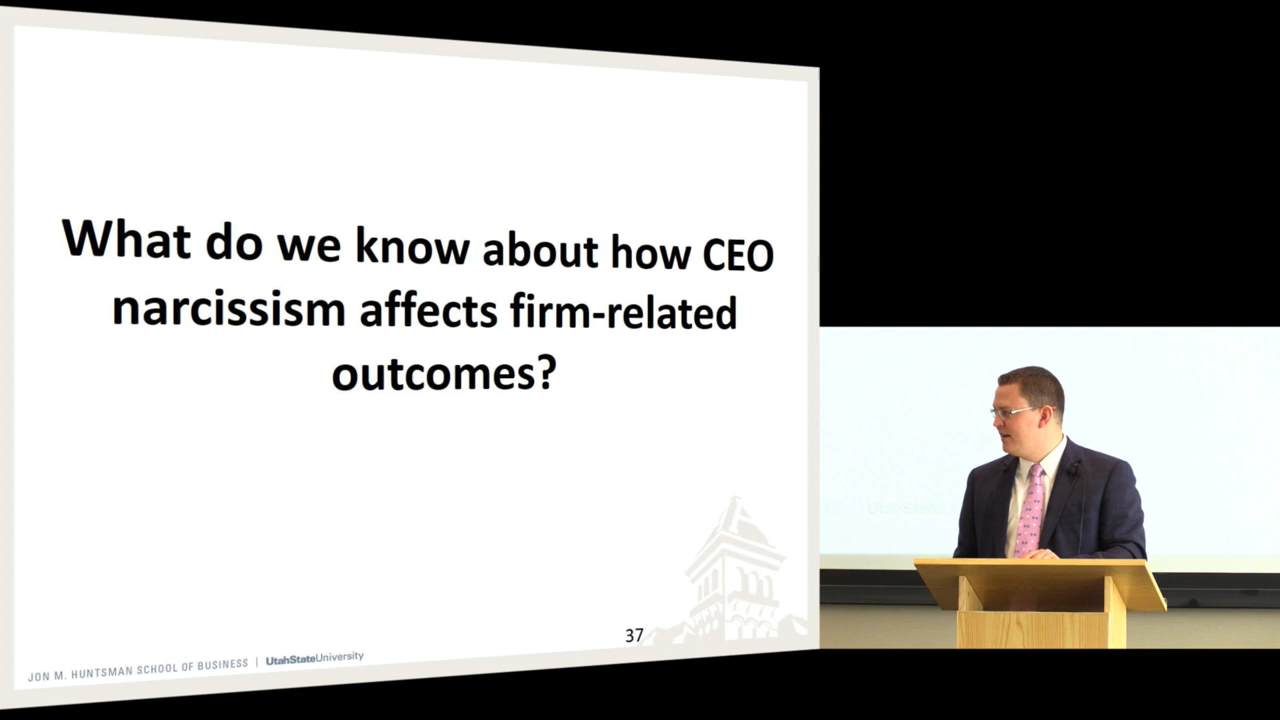 What do we know about how CEO
narcissism affects firm-related
outcomes?
37
JON M. HUNTSMAN SCHOOL OF BUSINESS | UtahStateUniversity
UtahState